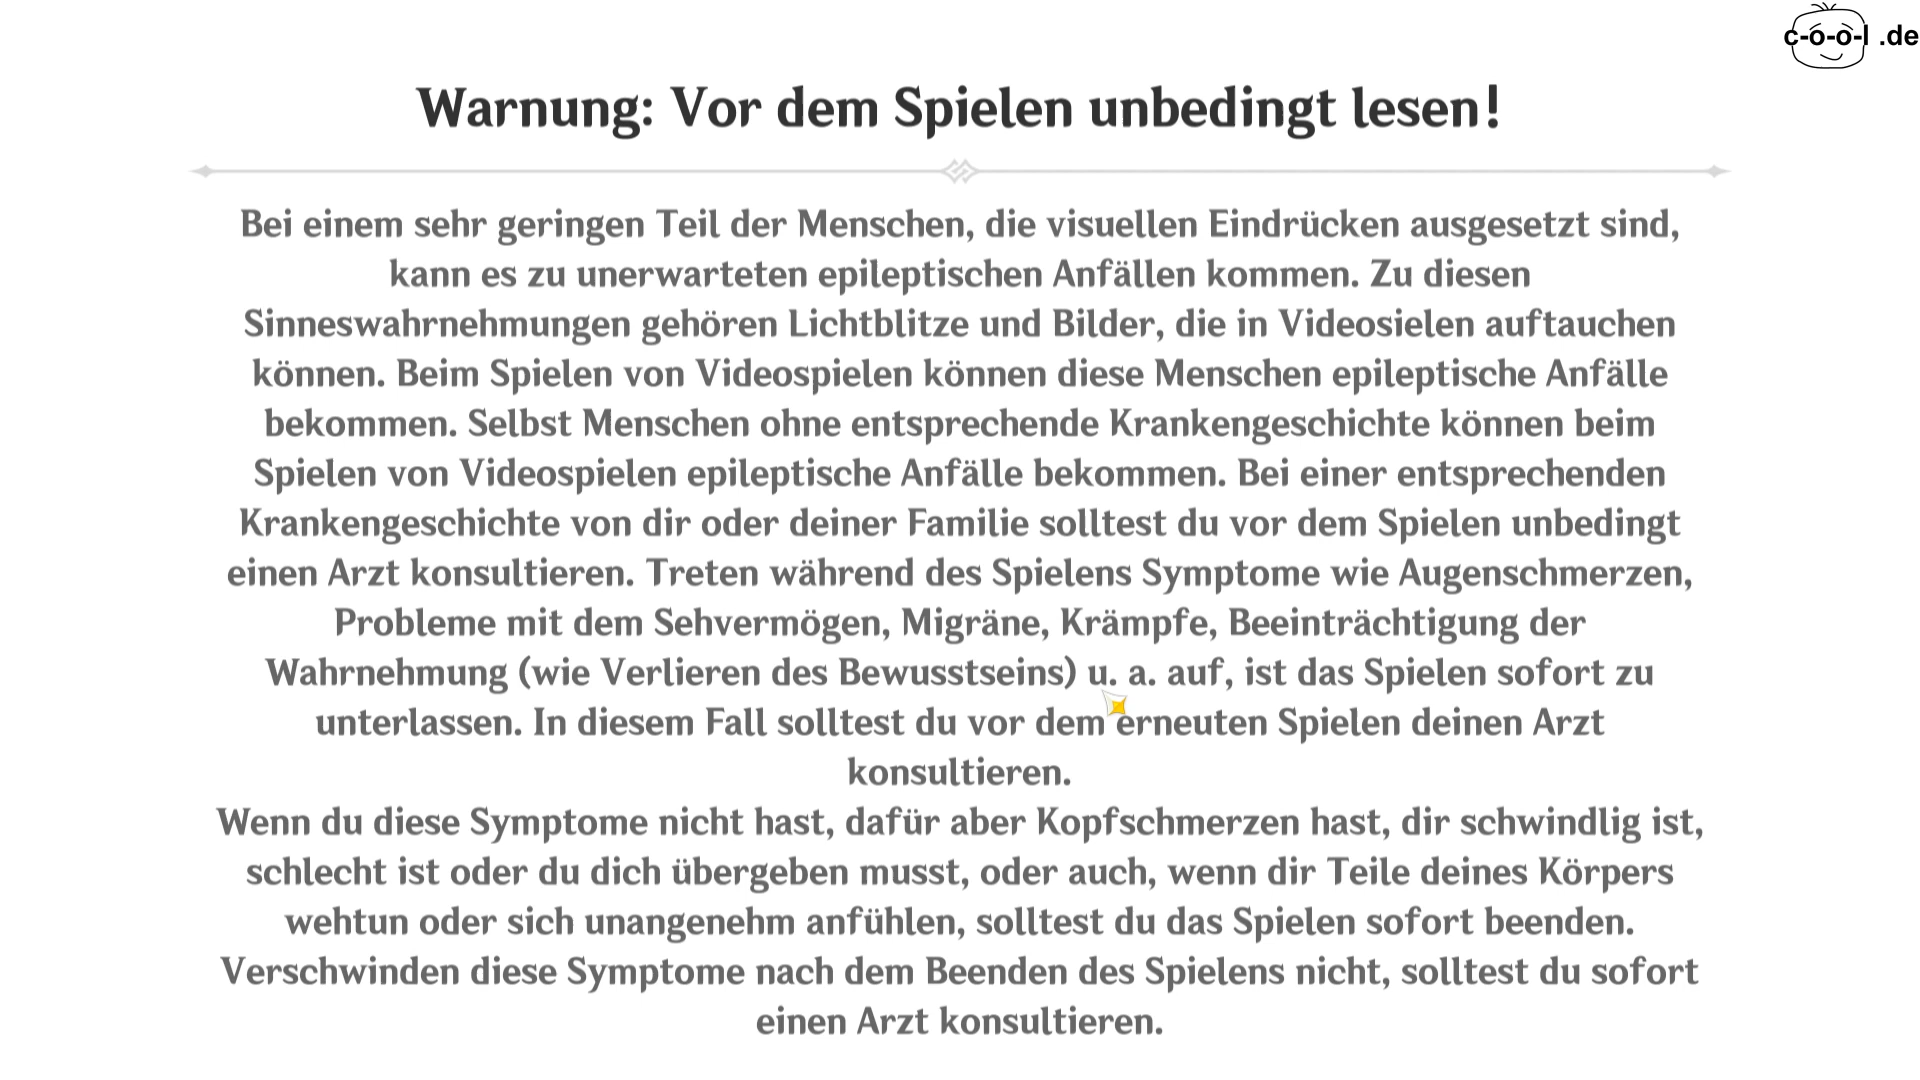 c-o-o-l .de
Warnung: Vor dem Spielen unbedingt lesen!
Bei einem sehr geringen Teil der Menschen, die visuellen Eindrücken ausgesetzt sind,
kann es zu unerwarteten epileptischen Anfällen kommen. Zu diesen
Sinneswahrnehmungen gehören Lichtblitze und Bilder, die in Videosielen auftauchen
können. Beim Spielen von Videospielen können diese Menschen epileptische Anfälle
bekommen. Selbst Menschen ohne entsprechende Krankengeschichte können beim
Spielen von Videospielen epileptische Anfälle bekommen. Bei einer entsprechenden
Krankengeschichte von dir oder deiner Familie solltest du vor dem Spielen unbedingt
einen Arzt konsultieren. Treten während des Spielens Symptome wie Augenschmerzen,
Probleme mit dem Sehvermögen, Migräne, Krämpfe, Beeinträchtigung der
Wahrnehmung (wie Verlieren des Bewusstseins) u. a. auf, ist das Spielen sofort zu
unterlassen. In diesem Fall solltest du vor dem erneuten Spielen deinen Arzt
konsultieren.
Wenn du diese Symptome nicht hast, dafür aber Kopfschmerzen hast, dir schwindlig ist,
schlecht ist oder du dich übergeben musst, oder auch, wenn dir Teile deines Körpers
wehtun oder sich unangenehm anfühlen, solltest du das Spielen sofort beenden.
Verschwinden diese Symptome nach dem Beenden des Spielens nicht, solltest du sofort
einen Arzt konsultieren.